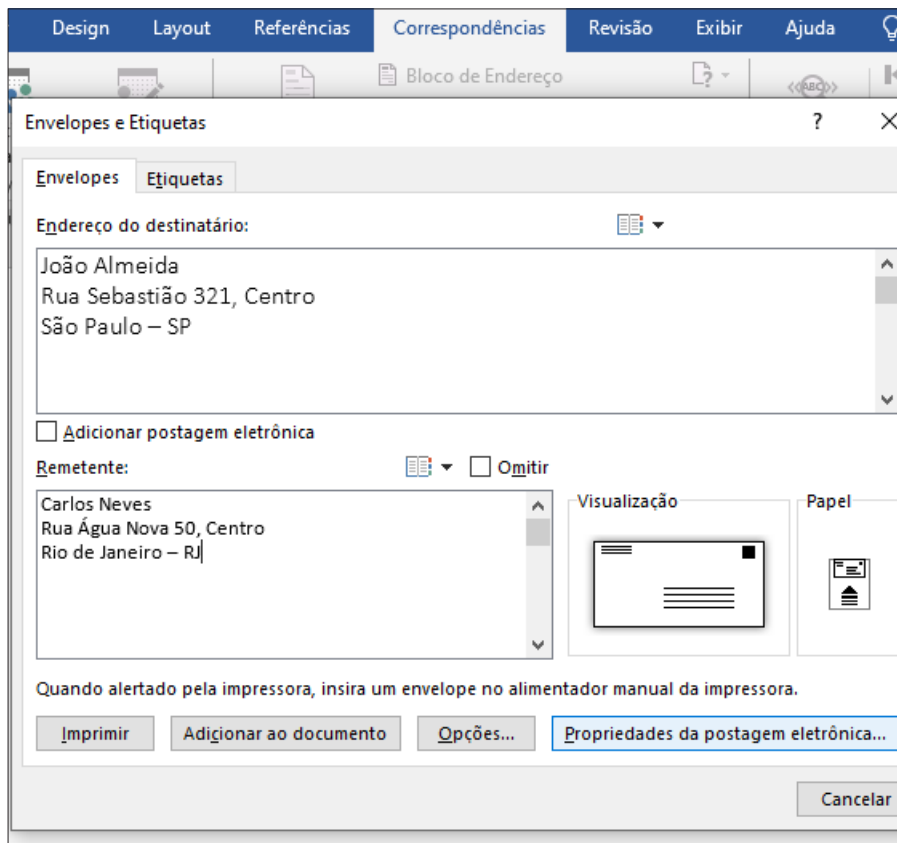 Design Layout Referências Correspondências Revisão Exibir Ajuda
Bloco de Endereço
ABC
Envelopes e Etiquetas ?
Envelopes Etiquetas
Endereço do destinatário:
João Almeida
Rua Sebastião 321, Centro
São Paulo – SP
Adicionar postagem eletrônica
Remetente: Omitir
Carlos Neves
Rua Água Nova 50, Centro
Rio de Janeiro – RJ
Visualização
Papel
Quando alertado pela impressora, insira um envelope no alimentador manual da impressora.
Imprimir Adicionar ao documento Opções... Propriedades da postagem eletrônica...
Cancelar